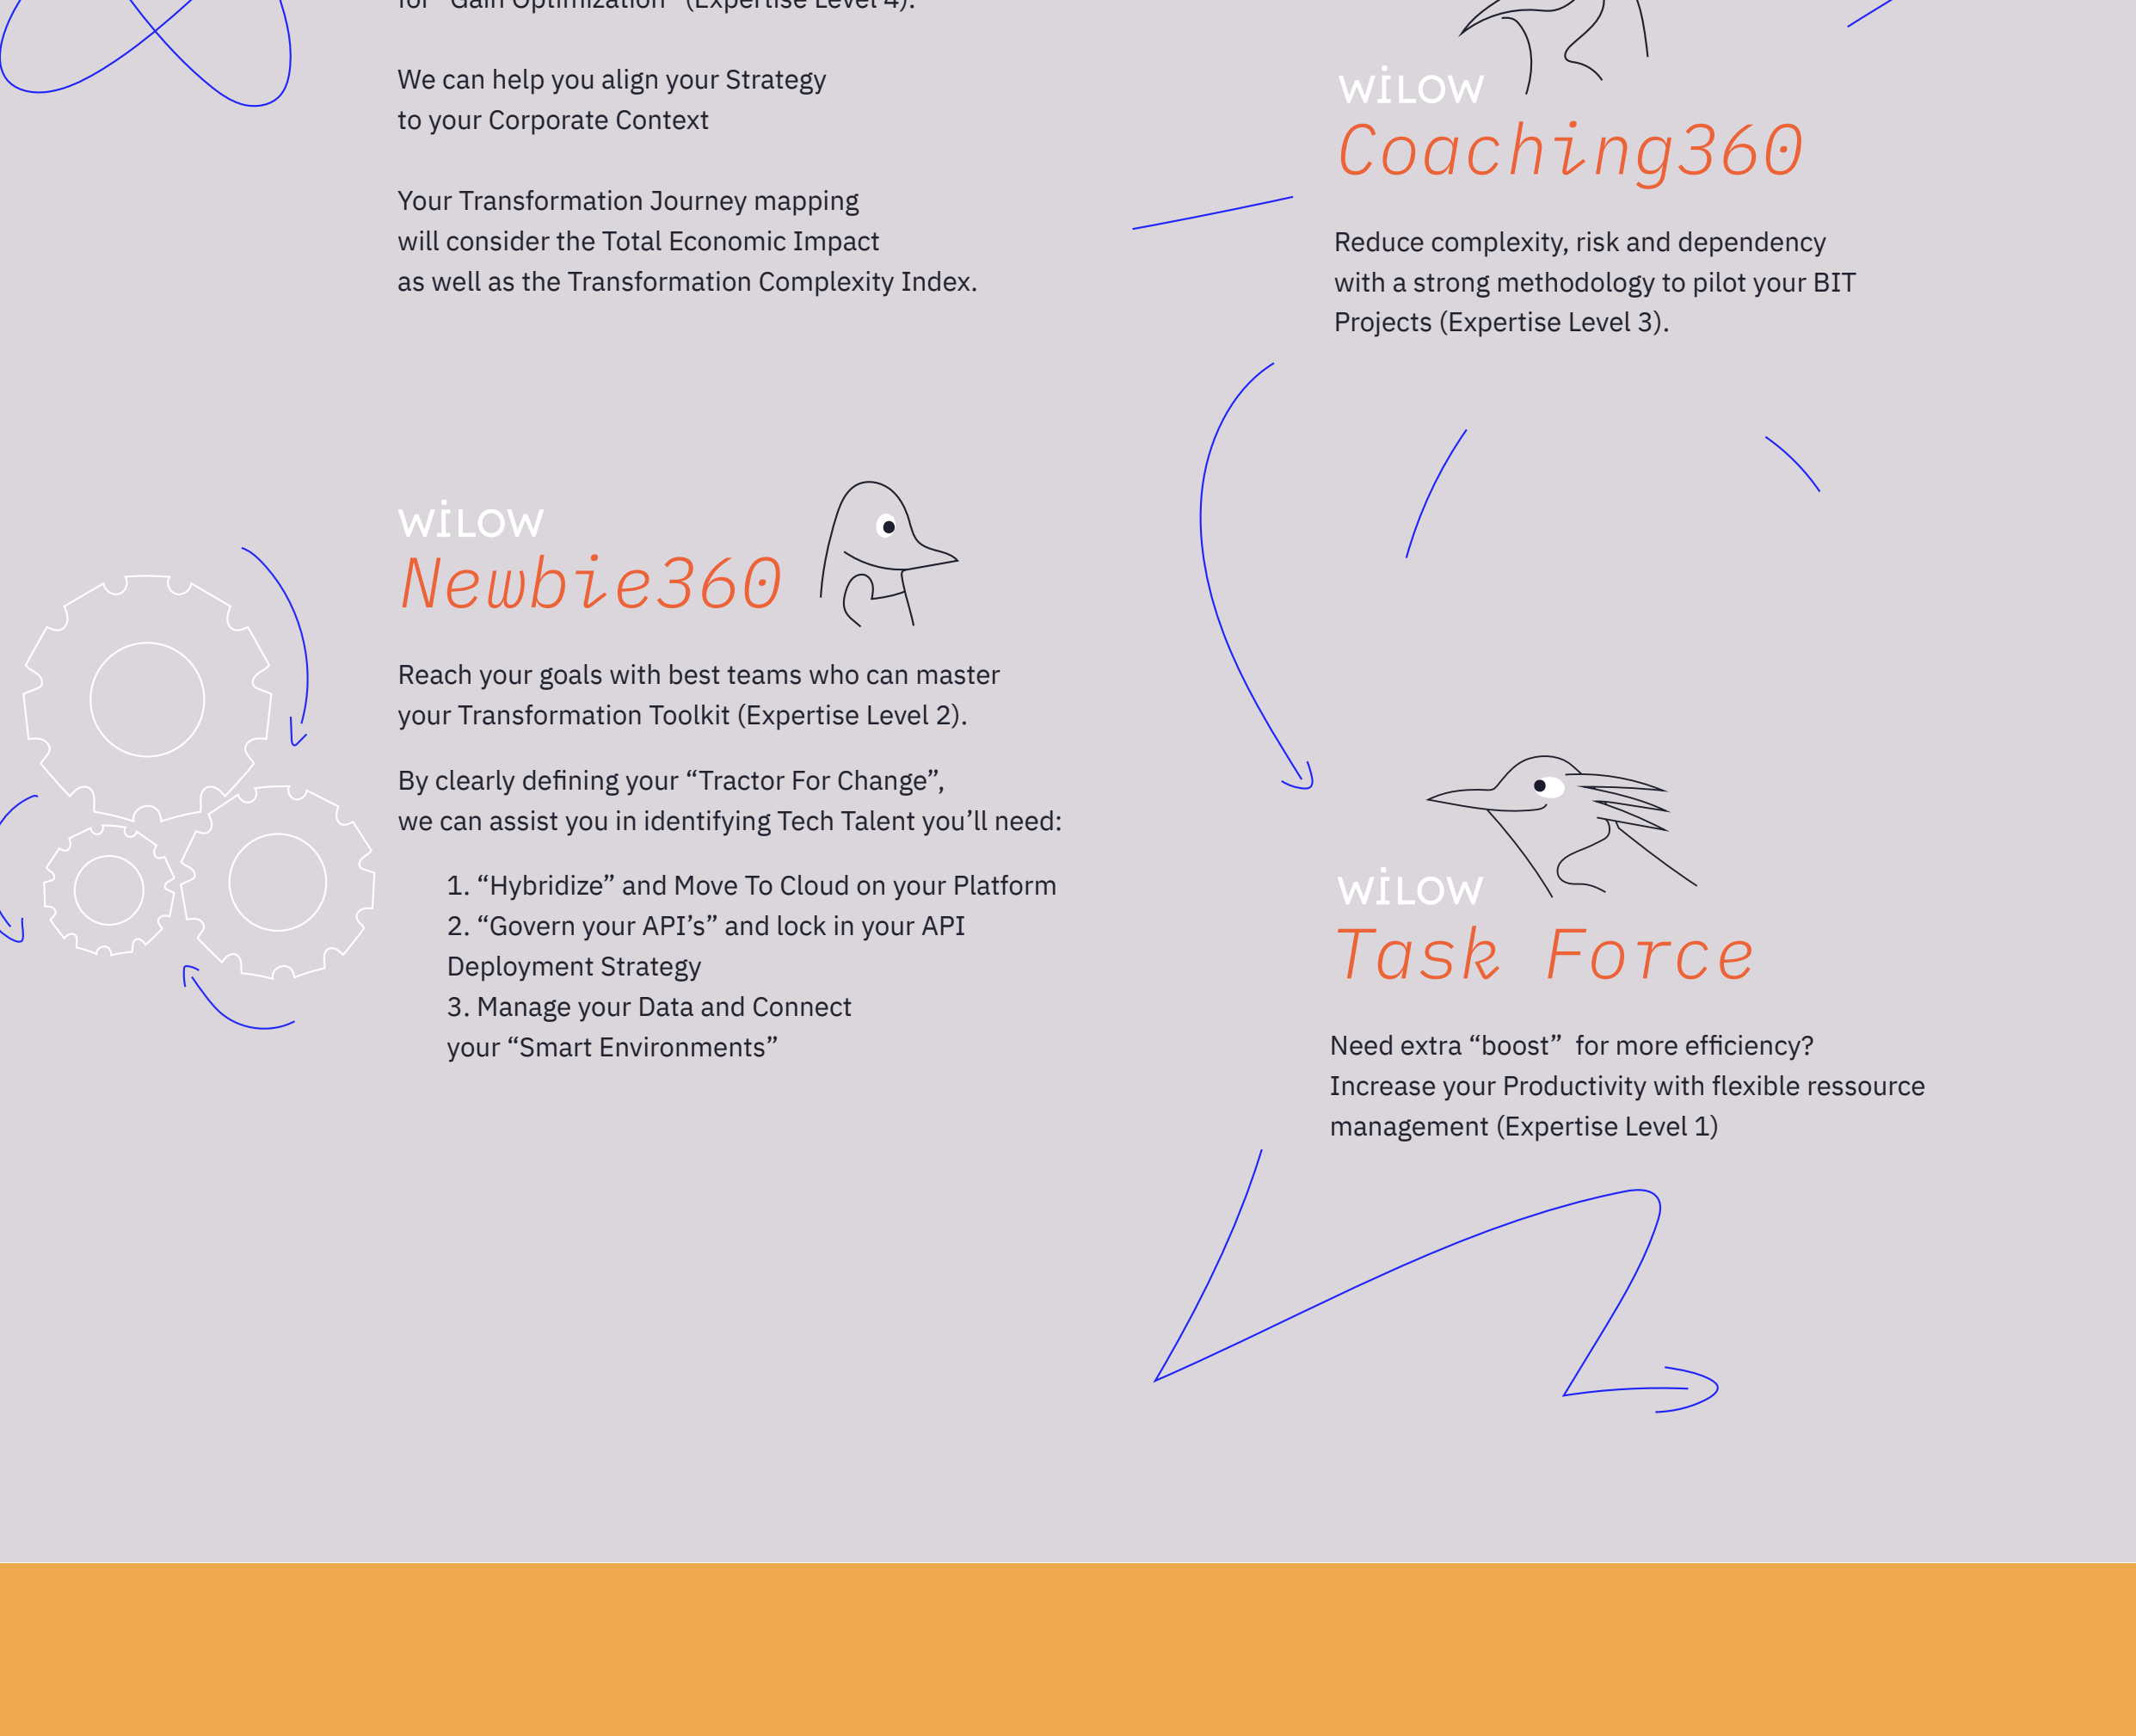 for “Gain Optimization” (Expertise Level 4).
We can help you align your Strategy
to your Corporate Context
Your Transformation Journey mapping
will consider the Total Economic Impact
as well as the Transformation Complexity Index.
WiLOW
Newbie360
Reach your goals with best teams who can master
your Transformation Toolkit (Expertise Level 2).
By clearly defining your “Tractor For Change”,
we can assist you in identifying Tech Talent you’ll need:
1. “Hybridize” and Move To Cloud on your Platform
2. “Govern your API’s” and lock in your API
Deployment Strategy
3. Manage your Data and Connect
your “Smart Environments”
WiLOW
Coaching360
Reduce complexity, risk and dependency
with a strong methodology to pilot your BIT
Projects (Expertise Level 3).
WiLOW
Task Force
Need extra “boost”  for more efficiency?
Increase your Productivity with flexible ressource
management (Expertise Level 1)